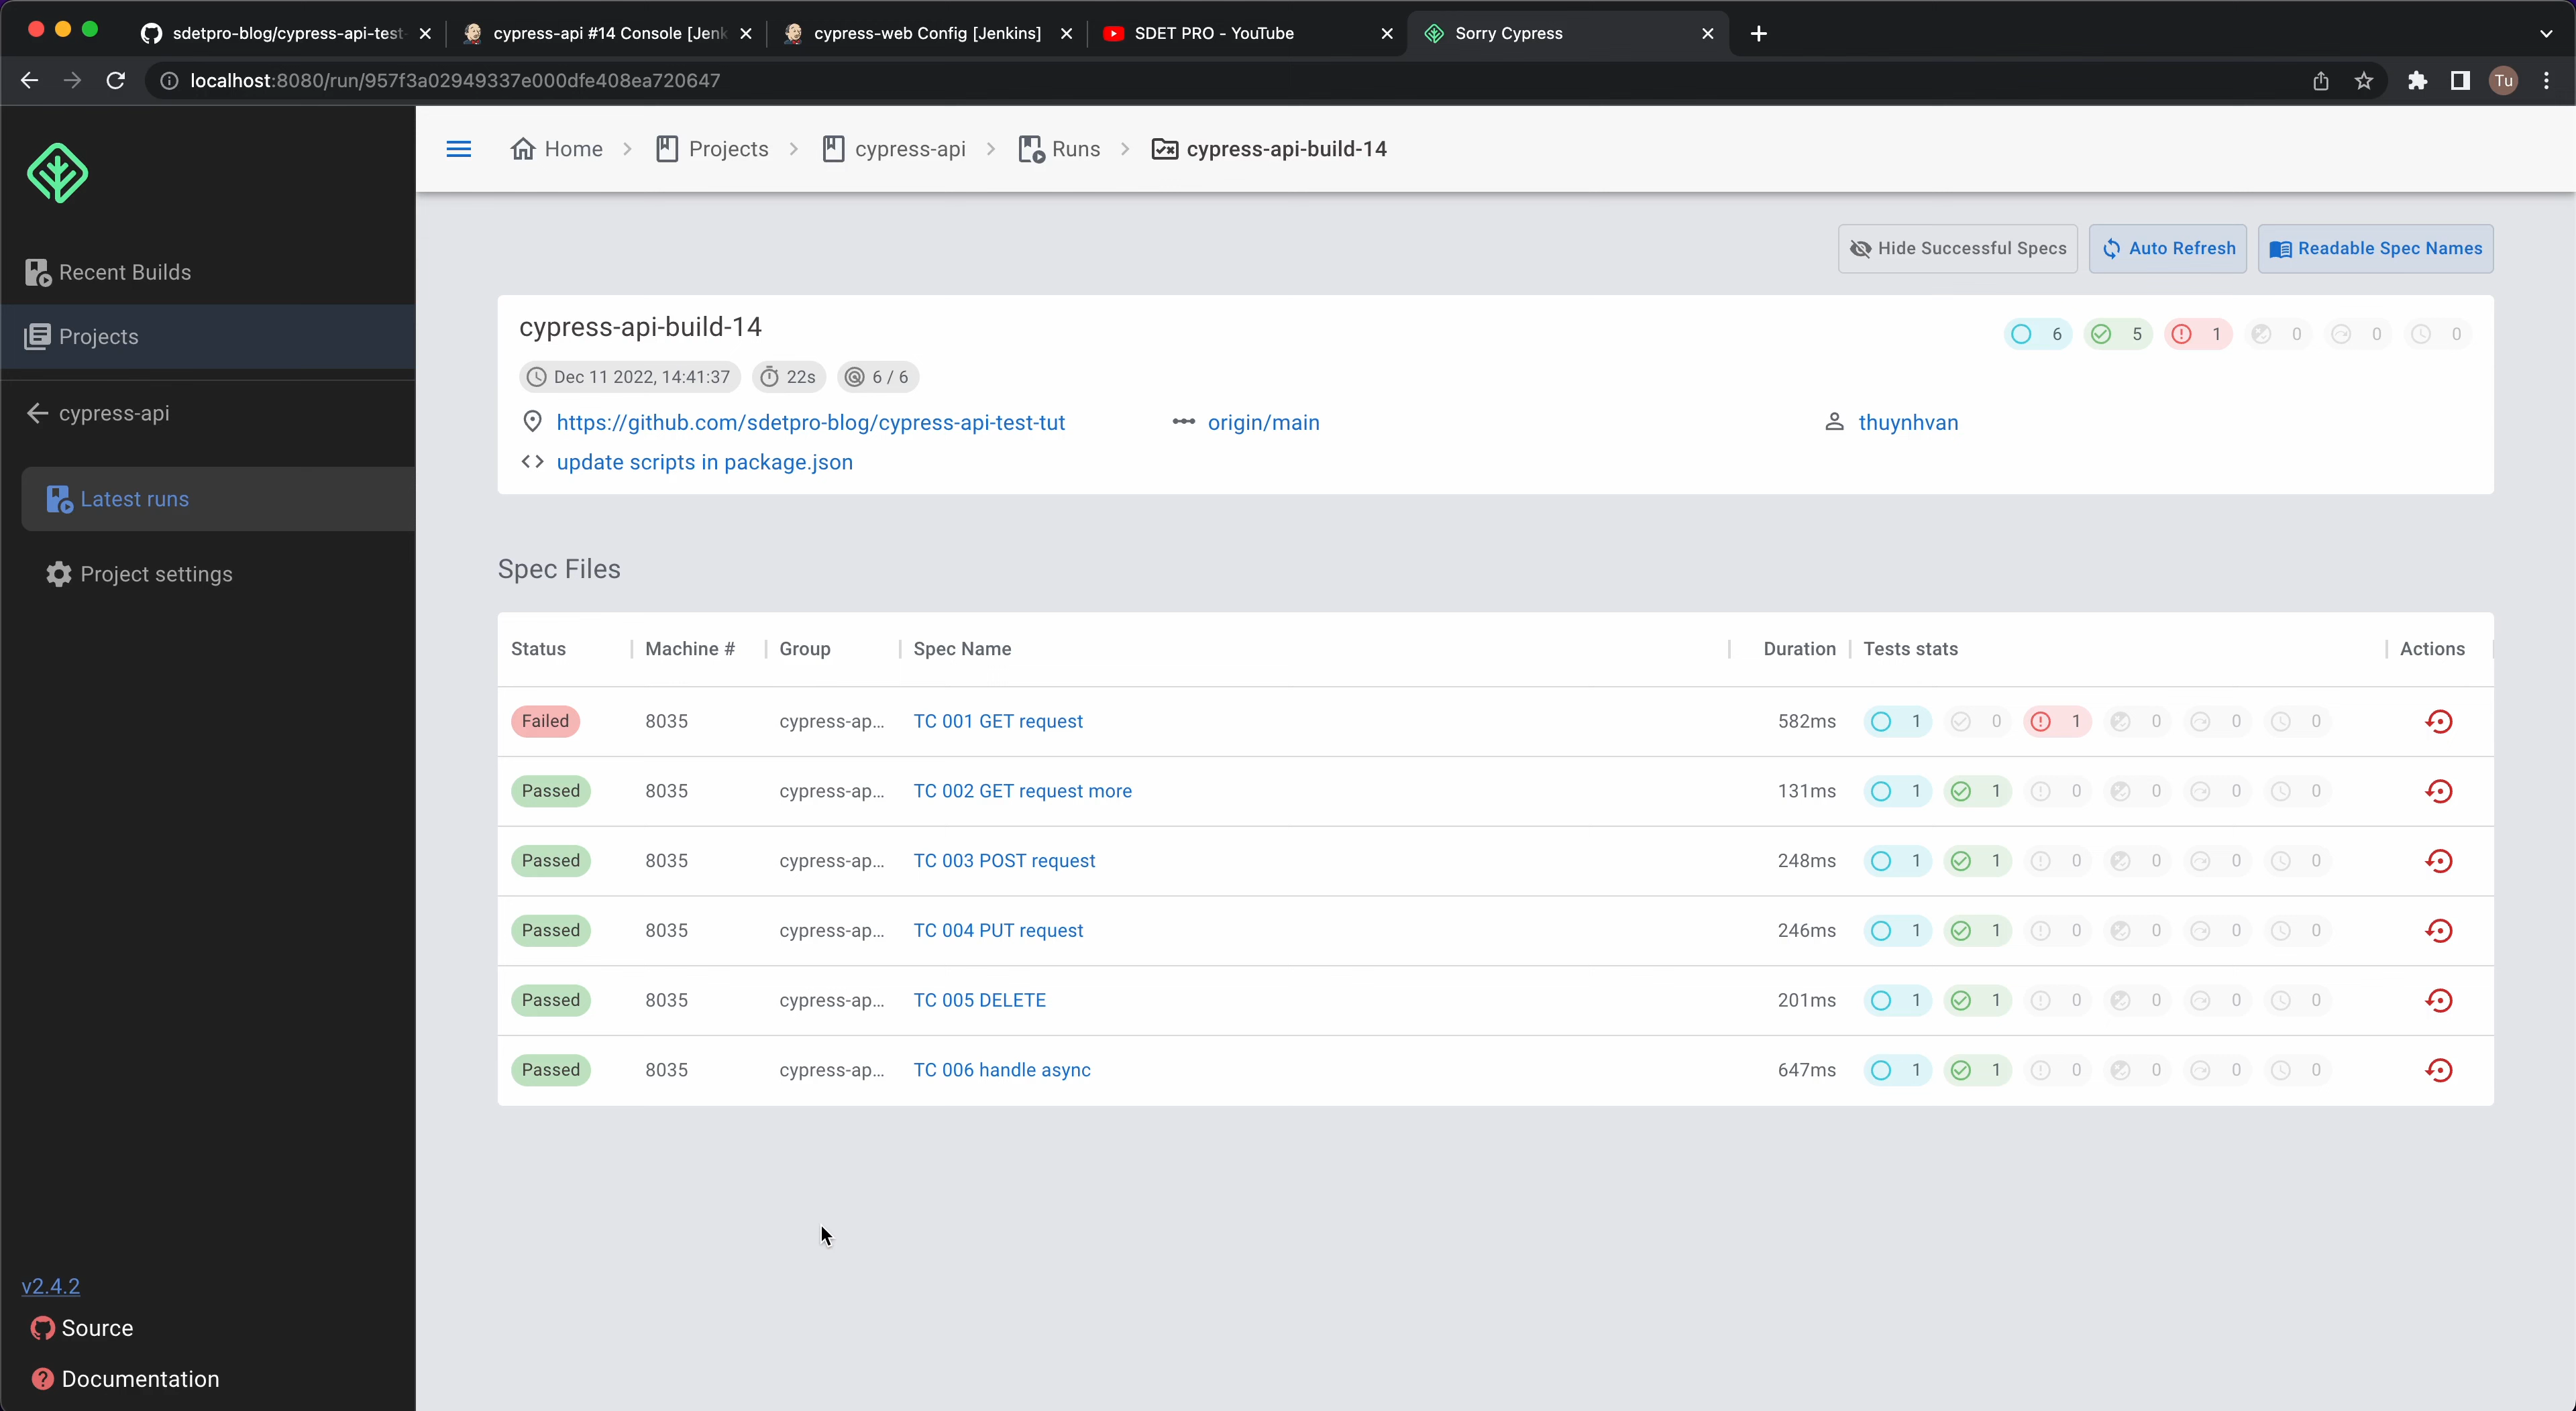 sdetpro-blog/cypress-api-test-
cypress-api #14 Console [Jenk
cypress-web Config [Jenkins]
SDET PRO - YouTube
Sorry Cypress
localhost:8080/run/957f3a02949337e000dfe408ea720647
Tu
Home
Projects
cypress-api
Runs
cypress-api-build-14
Recent Builds
Projects
cypress-api
Latest runs
Project settings
v2.4.2
Source
Documentation
Hide Successful Specs
Auto Refresh
Readable Spec Names
cypress-api-build-14
6 5 1 0 0 0
Dec 11 2022, 14:41:37 22s 6 / 6
https://github.com/sdetpro-blog/cypress-api-test-tut origin/main thuynhvan
update scripts in package.json
Spec Files
Status Machine # Group Spec Name Duration Tests stats Actions
Failed 8035 cypress-ap... TC 001 GET request 582ms 1 0 1 0 0 0
Passed 8035 cypress-ap... TC 002 GET request more 131ms 1 1 0 0 0 0
Passed 8035 cypress-ap... TC 003 POST request 248ms 1 1 0 0 0 0
Passed 8035 cypress-ap... TC 004 PUT request 246ms 1 1 0 0 0 0
Passed 8035 cypress-ap... TC 005 DELETE 201ms 1 1 0 0 0 0
Passed 8035 cypress-ap... TC 006 handle async 647ms 1 1 0 0 0 0